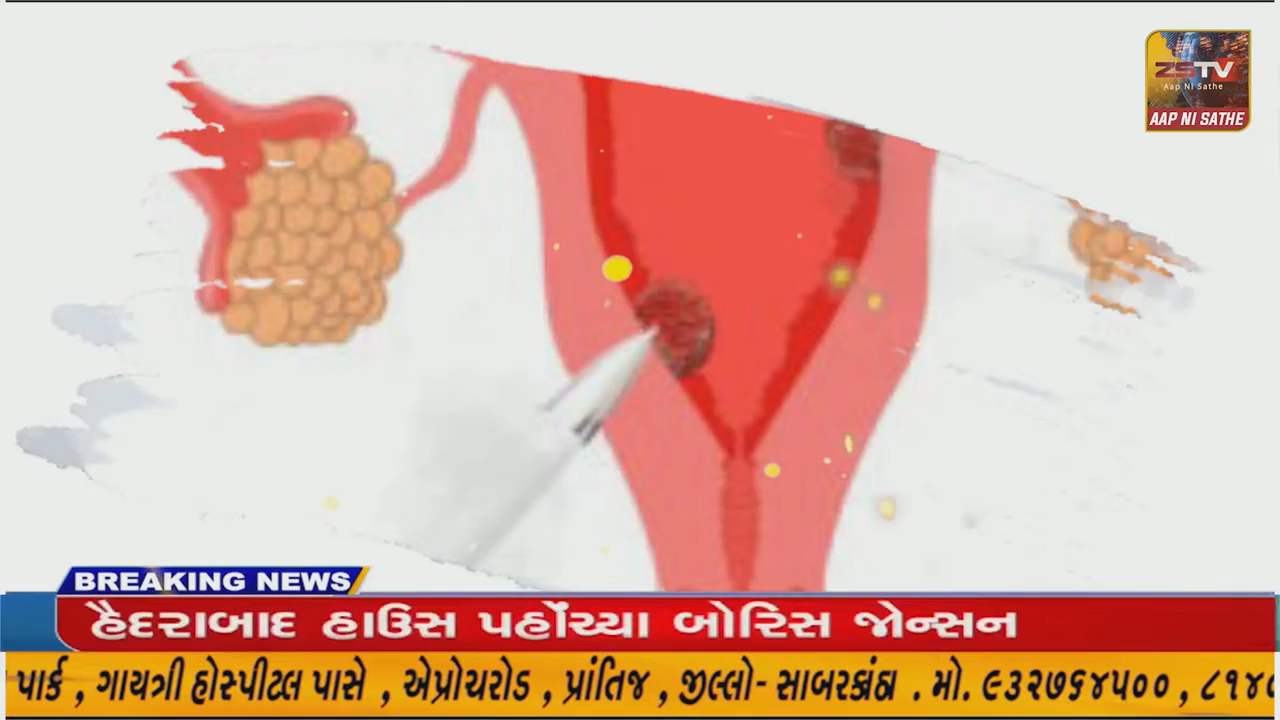 ZSTV
Aap Ni Sathe
AAP NI SATHE
BREAKING NEWS
હૈદરાબાદ હાઉસ પહોંચ્યા બોરિસ જોન્સન
પાર્ક , ગાયત્રી હોસ્પીટલ પાસે , એપ્રોચરોડ , પ્રાંતિજ , જીલ્લો- સાબરકાંઠા . મો. ૯૩૨૭૬૪૫૦૦ , ૮૧૪૦